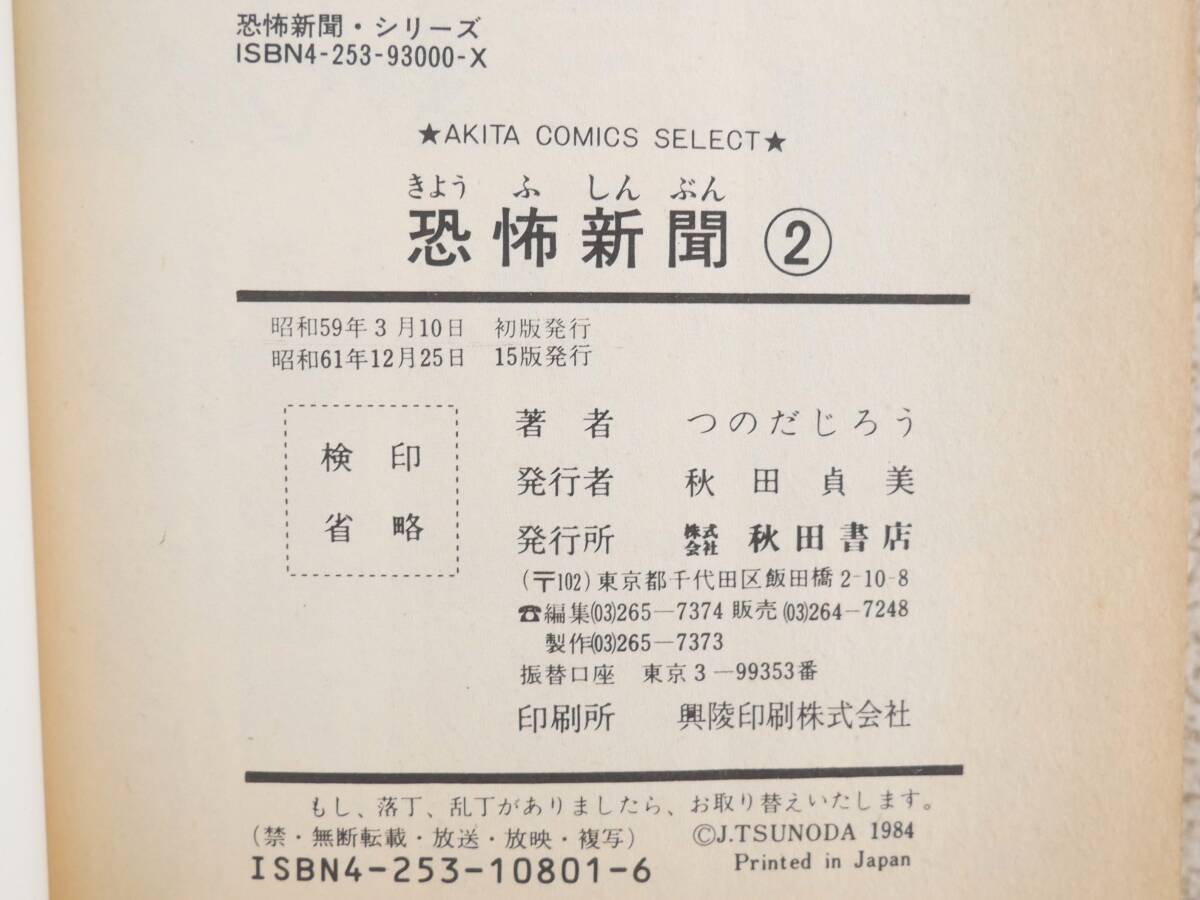 恐怖新聞・シリーズ
ISBN4-253-93000-X
★AKITA COMICS SELECT★
きよう ふ しん ぶん
恐怖新聞 ②
昭和59年3月10日 初版発行
昭和61年12月25日 15版発行
検印
省略
著者 つのだじろう
発行者 秋田貞美
発行所 株式会社 秋田書店
(〒102)東京都千代田区飯田橋2-10-8
☎編集(03)265―7374 販売(03)264―7248
製作(03)265―7373
振替口座 東京3―99353番
印刷所 興陵印刷株式会社
もし、落丁、乱丁がありましたら、お取り替えいたします。
(禁・無断転載・放送・放映・複写) ©J.TSUNODA 1984
ISBN4-253-10801-6 Printed in Japan